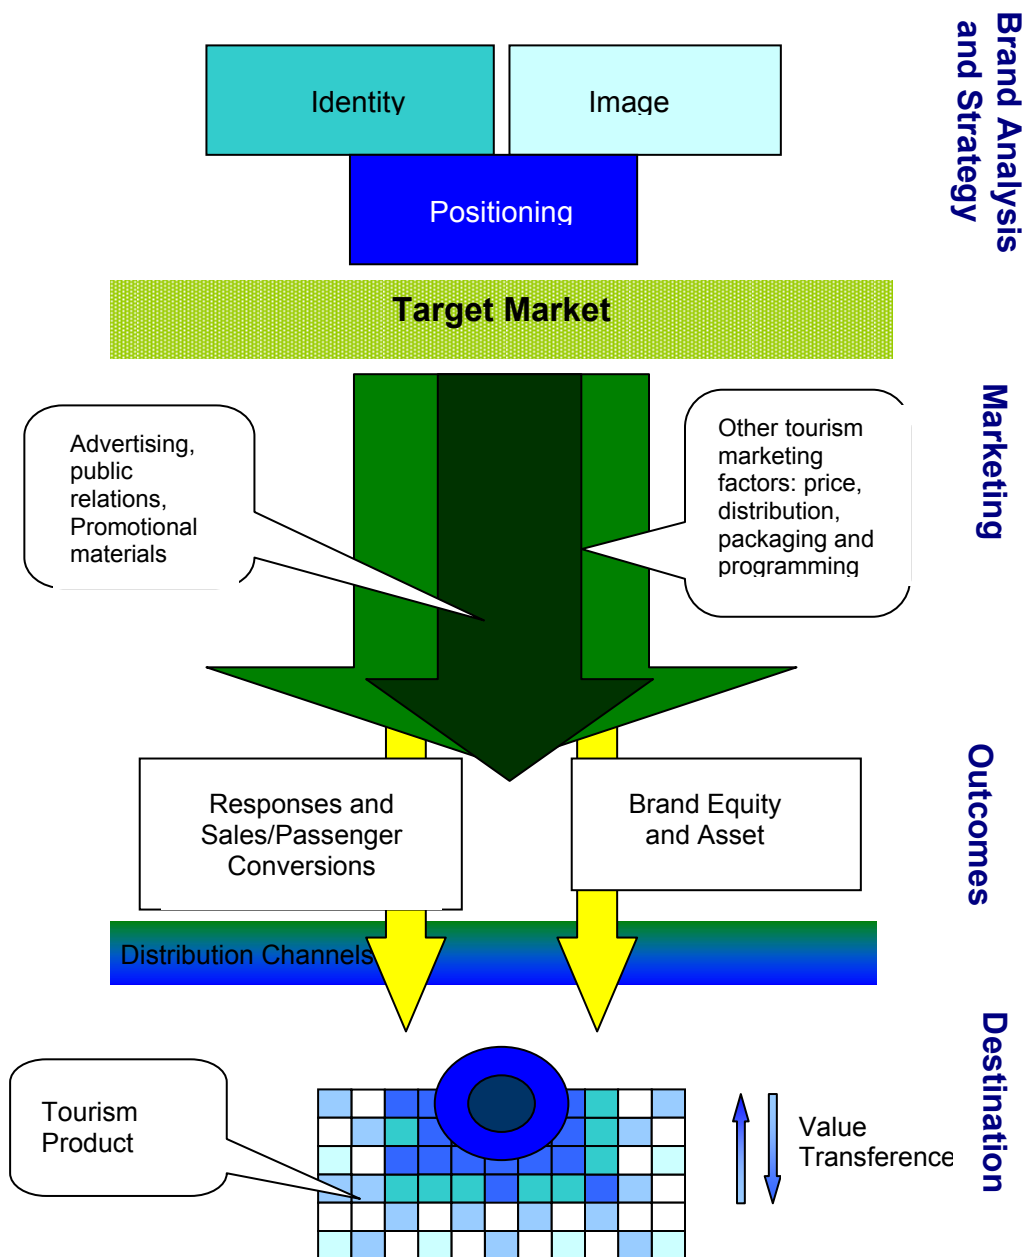 Brand Analysis
and Strategy
Identity
Image
Positioning
Target Market
Marketing
Advertising,
public
relations,
Promotional
materials
Other tourism
marketing
factors: price,
distribution,
packaging and
programming
Outcomes
Responses and
Sales/Passenger
Conversions
Brand Equity
and Asset
Distribution Channels
Destination
Tourism
Product
Value
Transference